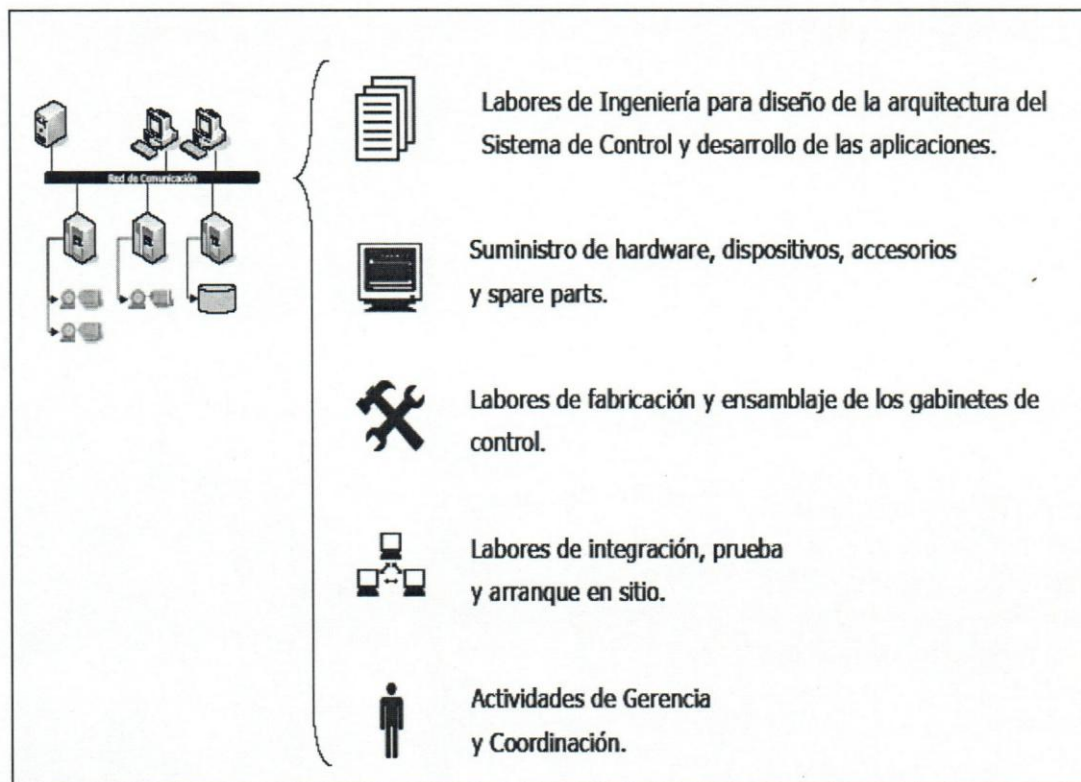 Red de Comunicación
Labores de Ingeniería para diseño de la arquitectura del
Sistema de Control y desarrollo de las aplicaciones.
Suministro de hardware, dispositivos, accesorios
y spare parts.
Labores de fabricación y ensamblaje de los gabinetes de
control.
Labores de integración, prueba
y arranque en sitio.
Actividades de Gerencia
y Coordinación.